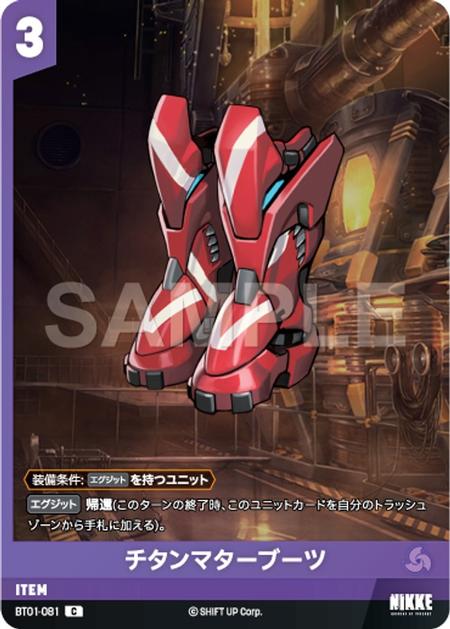 3
SAMPLE
装備条件: エグジット を持つユニット
エグジット 帰還(このターンの終了時、このユニットカードを自分のトラッシュ
ゾーンから手札に加える)。
チタンマターブーツ
ITEM
BT01-081 C ©SHIFT UP Corp.
NIKKE
GODDESS OF VICTORY